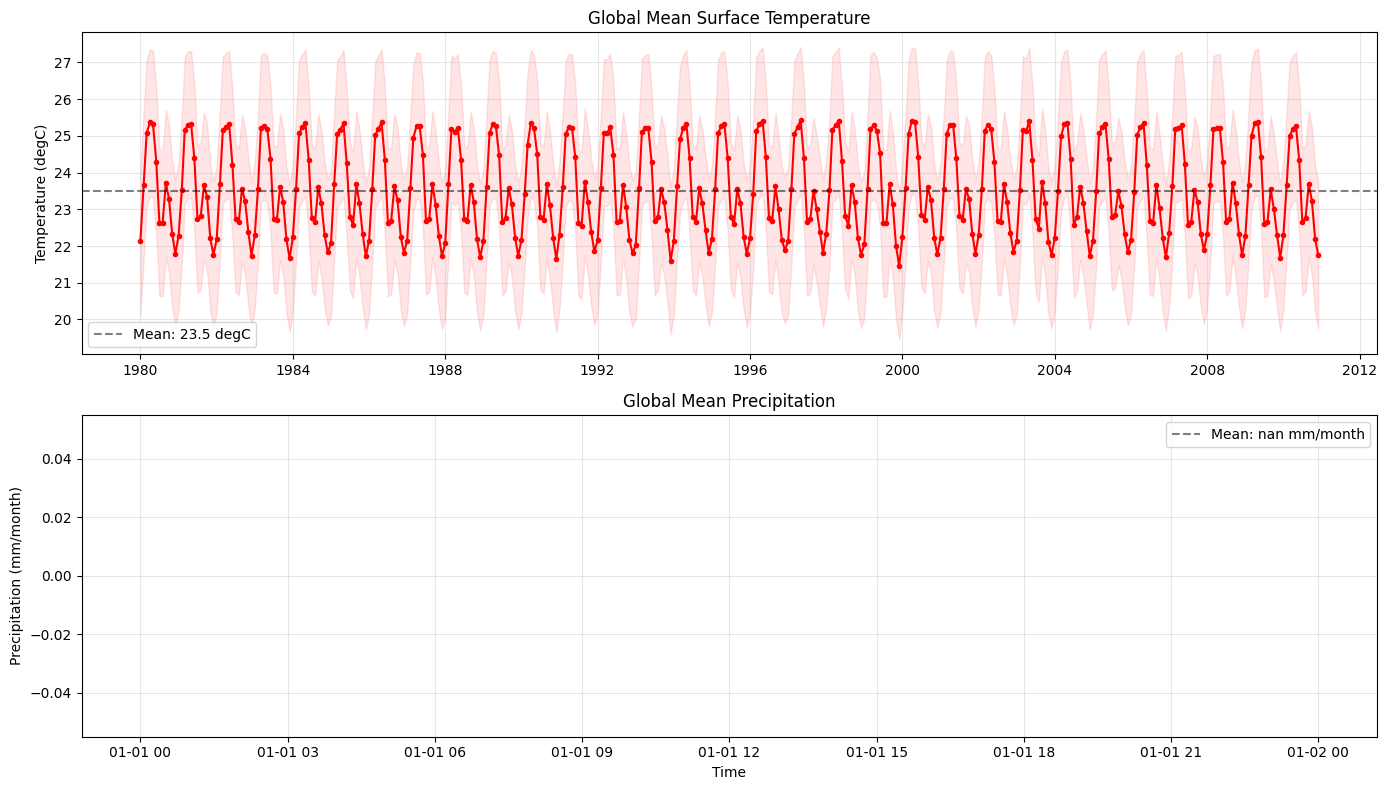 Global Mean Surface Temperature
Temperature (degC)
27
26
25
24
23
22
21
20
Mean: 23.5 degC
1980 1984 1988 1992 1996 2000 2004 2008 2012
Global Mean Precipitation
Precipitation (mm/month)
0.04
0.02
0.00
−0.02
−0.04
Mean: nan mm/month
01-01 00 01-01 03 01-01 06 01-01 09 01-01 12 01-01 15 01-01 18 01-01 21 01-02 00
Time